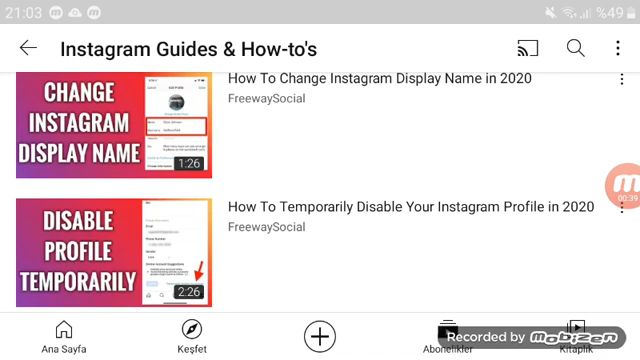 21:03
%49
Instagram Guides & How-to's
CHANGE
INSTAGRAM
DISPLAY NAME
1:26
How To Change Instagram Display Name in 2020
FreewaySocial
00:39
DISABLE
PROFILE
TEMPORARILY
2:26
How To Temporarily Disable Your Instagram Profile in 2020
FreewaySocial
Recorded by
MOBIZEN
Ana Sayfa
Keşfet
Abonelikler
Kitaplık